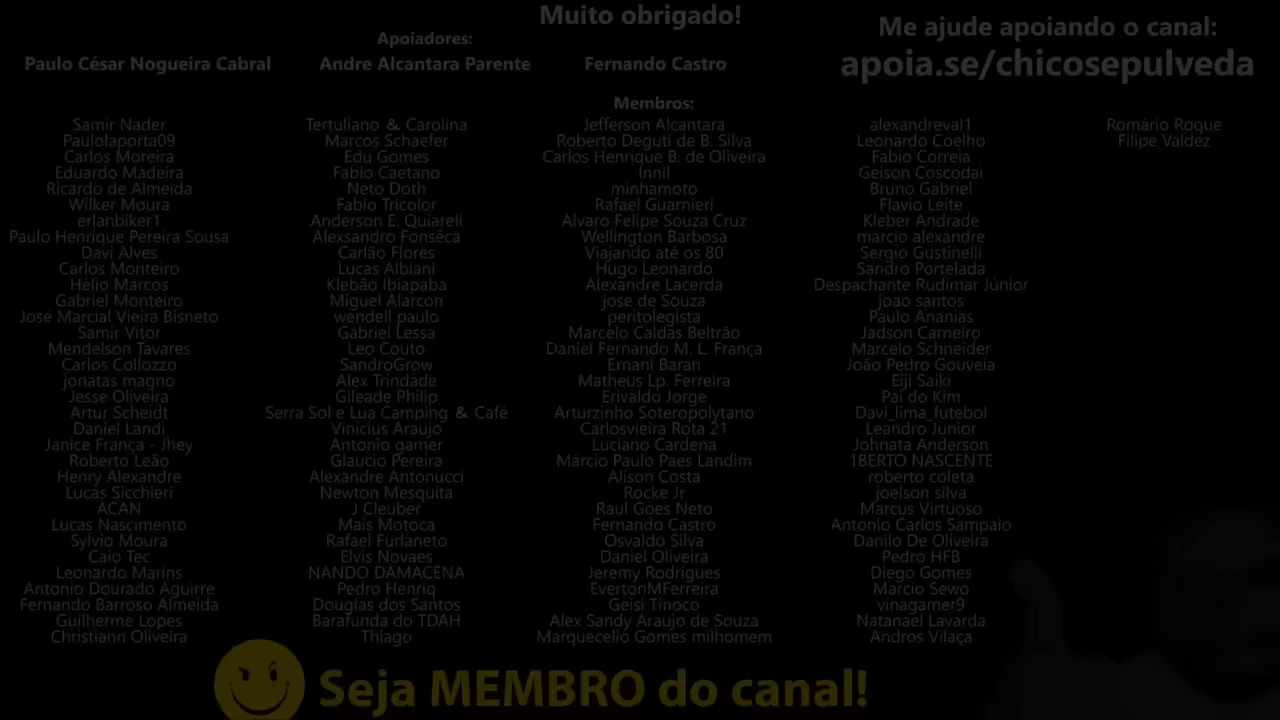 Muito obrigado!
Me ajude apoiando o canal:
apoia.se/chicosepulveda
Apoiadores:
Paulo César Nogueira Cabral
Andre Alcantara Parente
Fernando Castro
Membros:
Samir Nader
Paulolaporta09
Carlos Moreira
Eduardo Madeira
Ricardo de Almeida
Wilker Moura
erlanbiker1
Paulo Henrique Pereira Sousa
Davi Alves
Carlos Monteiro
Hélio Marcos
Gabriel Monteiro
José Marcial Vieira Bisneto
Samir Vitor
Mendelson Tavares
Carlos Collozzo
jonatas magno
Jesse Oliveira
Artur Scheidt
Daniel Landi
Janice França - Jhey
Roberto Leão
Henry Alexandre
Lucas Sicchieri
ACAN
Lucas Nascimento
Sylvio Moura
Caio Tec
Leonardo Marins
Antonio Dourado Aguirre
Fernando Barroso Almeida
Guilherme Lopes
Christiann Oliveira
Tertuliano & Carolina
Marcos Schaefer
Edu Gomes
Fabio Caetano
Neto Doth
Fabio Tricolor
Anderson E. Quiareli
Alexsandro Fonsêca
Carlão Flores
Lucas Albiani
Klebão Ibiapaba
Miguel Alarcon
wendell paulo
Gabriel Lessa
Leo Couto
SandroGrow
Alex Trindade
Gileade Philip
Serra Sol e Lua Camping & Café
Vinicius Araujo
Antonio gamer
Glaucio Pereira
Alexandre Antonucci
Newton Mesquita
J Cleuber
Mais Motoca
Rafael Furlaneto
Elvis Novaes
NANDO DAMACENA
Pedro Henriq
Douglas dos Santos
Barafunda do TDAH
Thiago
Jefferson Alcantara
Roberto Deguti de B. Silva
Carlos Henrique B. de Oliveira
Innil
minhamoto
Rafael Guarnieri
Alvaro Felipe Souza Cruz
Wellington Barbosa
Viajando até os 80
Hugo Leonardo
Alexandre Lacerda
jose de Souza
peritolegista
Marcelo Caldas Beltrão
Daniel Fernando M. L. França
Ernani Baran
Matheus Lp. Ferreira
Erivaldo Jorge
Arturzinho Soteropolytano
Carlosvieira Rota 21
Luciano Cardena
Márcio Paulo Paes Landim
Alison Costa
Rocke Jr
Raul Goes Neto
Fernando Castro
Osvaldo Silva
Daniel Oliveira
Jeremy Rodrigues
EvertonMFerreira
Geisi Tinoco
Alex Sandy Araujo de Souza
Marquecelio Gomes milhomem
alexandreval1
Leonardo Coelho
Fabio Correia
Geison Coscodai
Bruno Gabriel
Flavio Leite
Kleber Andrade
marcio alexandre
Sergio Gustinelli
Sandro Portelada
Despachante Rudimar Júnior
joao santos
Paulo Ananias
Jadson Carneiro
Marcelo Schneider
João Pedro Gouveia
Eiji Saiki
Pai do Kim
Davi_lima_futebol
Leandro Junior
Johnata Anderson
1BERTO NASCENTE
roberto coleta
joelson silva
Marcus Virtuoso
Antonio Carlos Sampaio
Danilo De Oliveira
Pedro HFB
Diego Gomes
Marcio Sewo
vinagamer9
Natanael Lavarda
Andros Vilaça
Romário Roque
Filipe Valdez
Seja MEMBRO do canal!